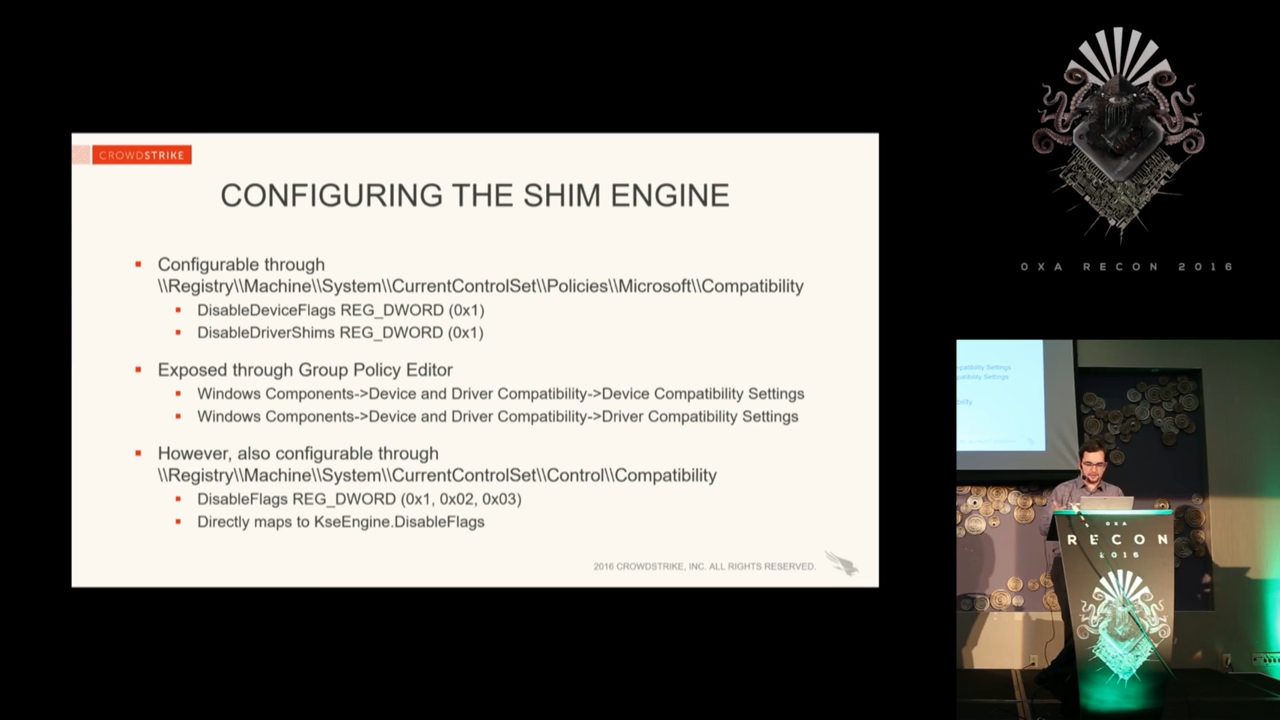 CROWDSTRIKE
CONFIGURING THE SHIM ENGINE
▪ Configurable through
\\Registry\\Machine\\System\\CurrentControlSet\\Policies\\Microsoft\\Compatibility
▪ DisableDeviceFlags REG_DWORD (0x1)
▪ DisableDriverShims REG_DWORD (0x1)
▪ Exposed through Group Policy Editor
▪ Windows Components->Device and Driver Compatibility->Device Compatibility Settings
▪ Windows Components->Device and Driver Compatibility->Driver Compatibility Settings
▪ However, also configurable through
\\Registry\\Machine\\System\\CurrentControlSet\\Control\\Compatibility
▪ DisableFlags REG_DWORD (0x1, 0x02, 0x03)
▪ Directly maps to KseEngine.DisableFlags
2016 CROWDSTRIKE, INC. ALL RIGHTS RESERVED.
0XA RECON 2016
0XA
RECON
2016